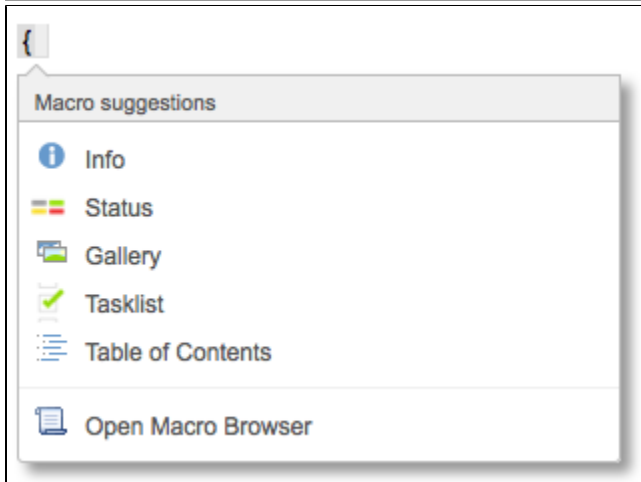 {
Macro suggestions
Info
Status
Gallery
Tasklist
Table of Contents
Open Macro Browser